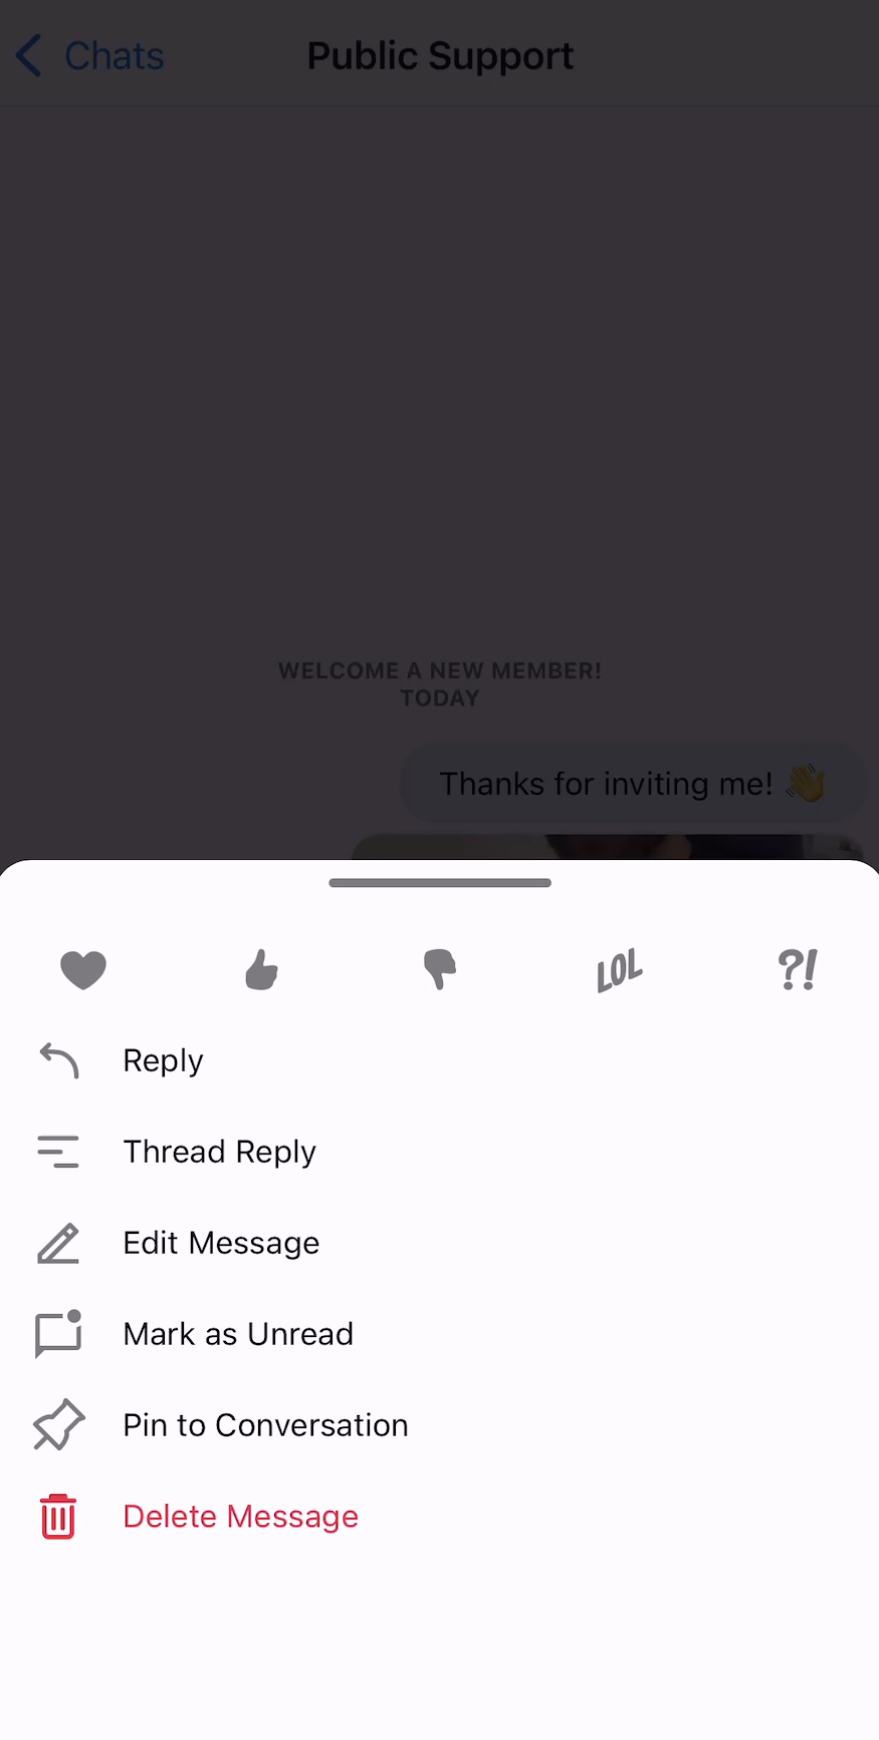 Chats
Public Support
WELCOME A NEW MEMBER!
TODAY
Thanks for inviting me! 👋
LOL
?!
Reply
Thread Reply
Edit Message
Mark as Unread
Pin to Conversation
Delete Message